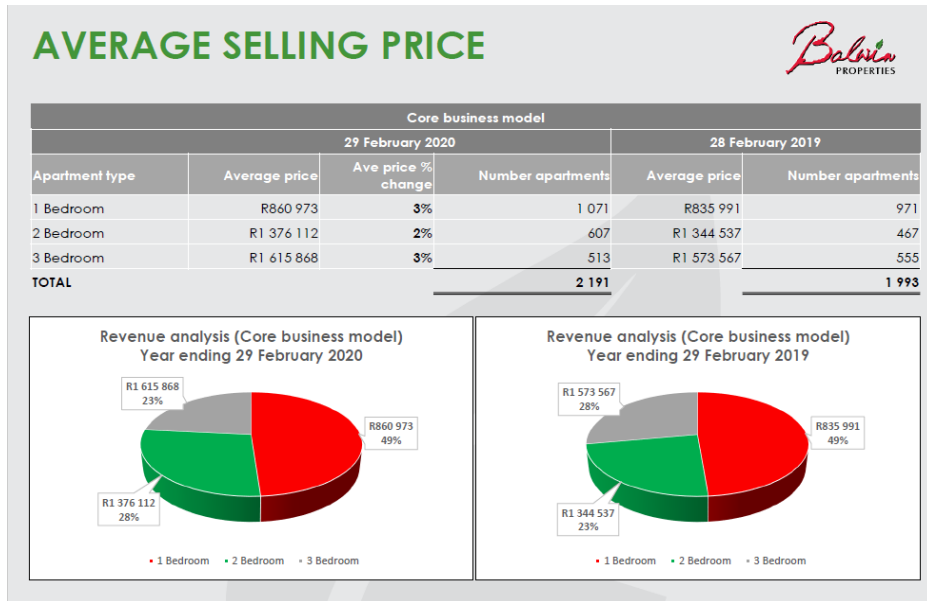 AVERAGE SELLING PRICE
Balwin
PROPERTIES
Core business model
29 February 2020 28 February 2019
Apartment type Average price Ave price % change Number apartments Average price Number apartments
1 Bedroom R860 973 3% 1 071 R835 991 971
2 Bedroom R1 376 112 2% 607 R1 344 537 467
3 Bedroom R1 615 868 3% 513 R1 573 567 555
TOTAL 2 191 1 993
Revenue analysis (Core business model)
Year ending 29 February 2020
R1 615 868
23%
R860 973
49%
R1 376 112
28%
1 Bedroom 2 Bedroom 3 Bedroom
Revenue analysis (Core business model)
Year ending 29 February 2019
R1 573 567
28%
R835 991
49%
R1 344 537
23%
1 Bedroom 2 Bedroom 3 Bedroom